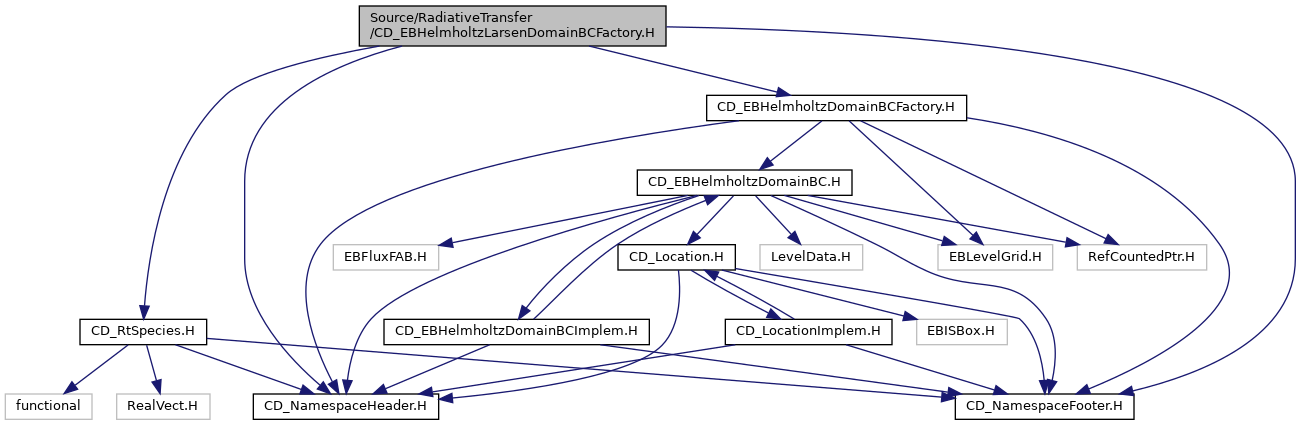 Source/RadiativeTransfer
/CD_EBHelmholtzLarsenDomainBCFactory.H
CD_EBHelmholtzDomainBCFactory.H
CD_EBHelmholtzDomainBC.H
EBFluxFAB.H
CD_Location.H
LevelData.H
EBLevelGrid.H
RefCountedPtr.H
CD_RtSpecies.H
CD_EBHelmholtzDomainBCImplem.H
CD_LocationImplem.H
EBISBox.H
functional
RealVect.H
CD_NamespaceHeader.H
CD_NamespaceFooter.H